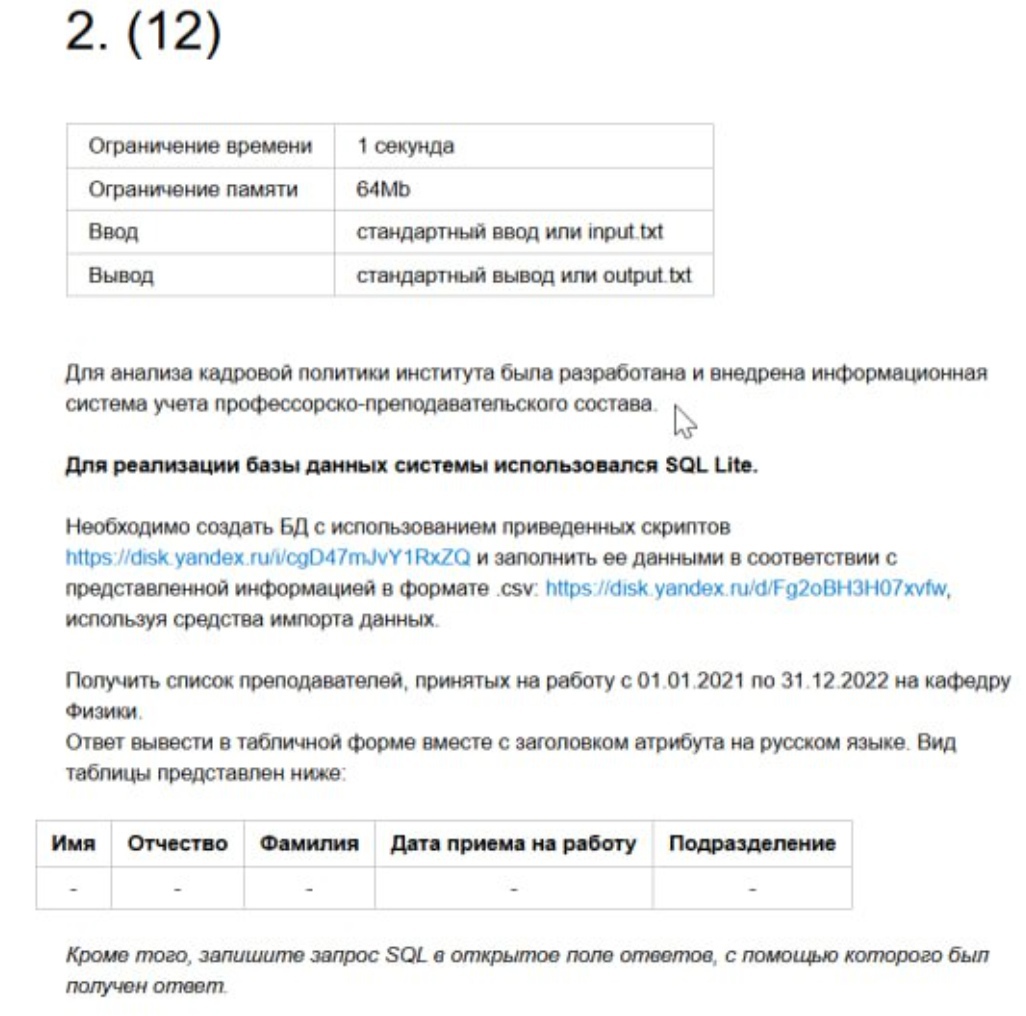 2. (12)
Ограничение времени 1 секунда
Ограничение памяти 64Mb
Ввод стандартный ввод или input.txt
Вывод стандартный вывод или output.txt
Для анализа кадровой политики института была разработана и внедрена информационная
система учета профессорско-преподавательского состава.
Для реализации базы данных системы использовался SQL Lite.
Необходимо создать БД с использованием приведенных скриптов
https://disk.yandex.ru/i/cgD47mJvY1RxZQ и заполнить ее данными в соответствии с
представленной информацией в формате .csv: https://disk.yandex.ru/d/Fg2oBH3H07xvfw,
используя средства импорта данных.
Получить список преподавателей, принятых на работу с 01.01.2021 по 31.12.2022 на кафедру
Физики.
Ответ вывести в табличной форме вместе с заголовком атрибута на русском языке. Вид
таблицы представлен ниже:
Имя Отчество Фамилия Дата приема на работу Подразделение
- - - - -
Кроме того, запишите запрос SQL в открытое поле ответов, с помощью которого был
получен ответ.